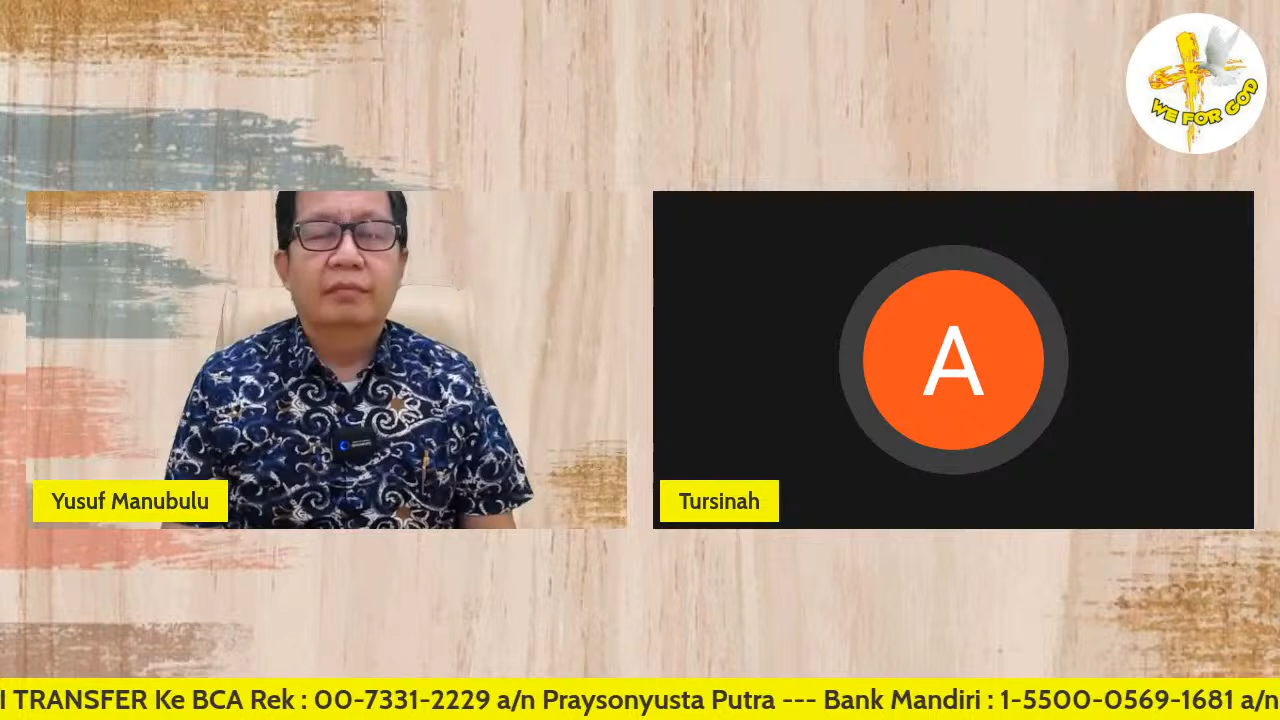 WE FOR GOD
A
Yusuf Manubulu
Tursinah
I TRANSFER Ke BCA Rek : 00-7331-2229 a/n Praysonyusta Putra --- Bank Mandiri : 1-5500-0569-1681 a/n